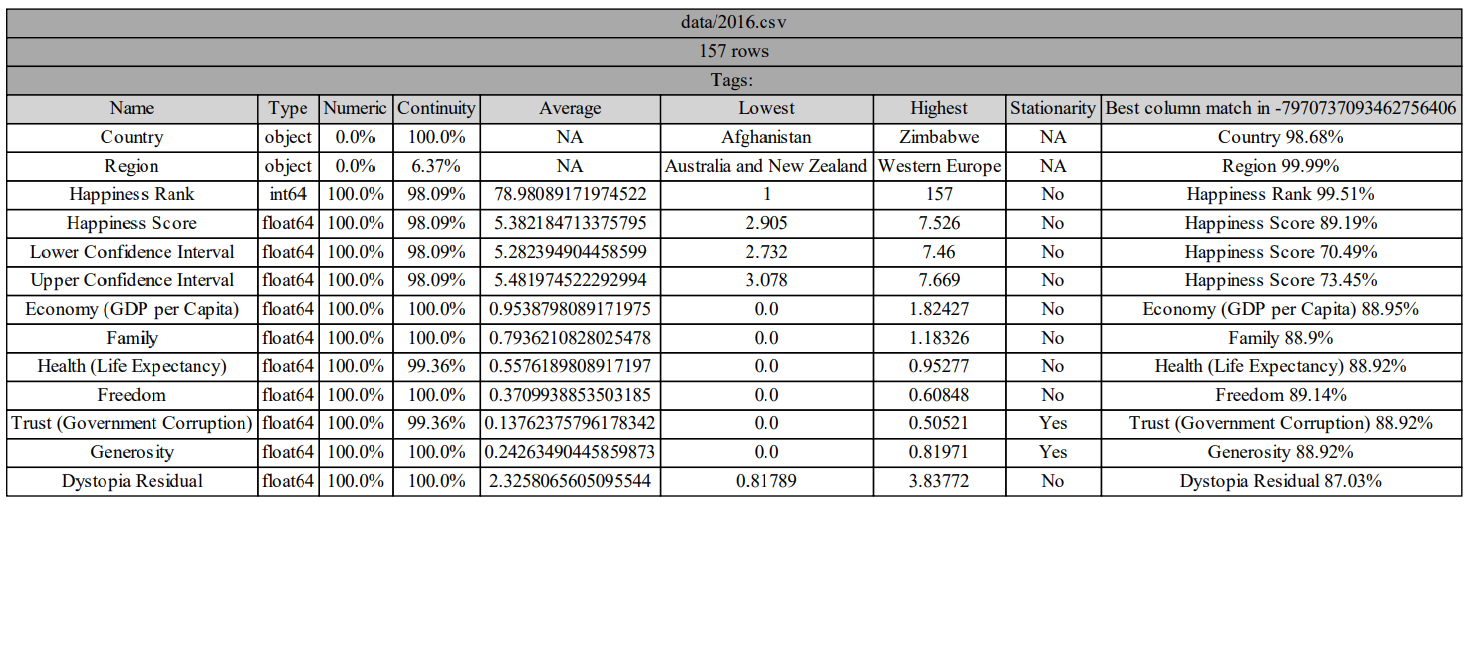 data/2016.csv
157 rows
Tags:
Name Type Numeric Continuity Average Lowest Highest Stationarity Best column match in -7970737093462756406
Country object 0.0% 100.0% NA Afghanistan Zimbabwe NA Country 98.68%
Region object 0.0% 6.37% NA Australia and New Zealand Western Europe NA Region 99.99%
Happiness Rank int64 100.0% 98.09% 78.98089171974522 1 157 No Happiness Rank 99.51%
Happiness Score float64 100.0% 98.09% 5.382184713375795 2.905 7.526 No Happiness Score 89.19%
Lower Confidence Interval float64 100.0% 98.09% 5.282394904458599 2.732 7.46 No Happiness Score 70.49%
Upper Confidence Interval float64 100.0% 98.09% 5.481974522292994 3.078 7.669 No Happiness Score 73.45%
Economy (GDP per Capita) float64 100.0% 100.0% 0.9538798089171975 0.0 1.82427 No Economy (GDP per Capita) 88.95%
Family float64 100.0% 100.0% 0.7936210828025478 0.0 1.18326 No Family 88.9%
Health (Life Expectancy) float64 100.0% 99.36% 0.5576189808917197 0.0 0.95277 No Health (Life Expectancy) 88.92%
Freedom float64 100.0% 100.0% 0.3709938853503185 0.0 0.60848 No Freedom 89.14%
Trust (Government Corruption) float64 100.0% 99.36% 0.13762375796178342 0.0 0.50521 Yes Trust (Government Corruption) 88.92%
Generosity float64 100.0% 100.0% 0.24263490445859873 0.0 0.81971 Yes Generosity 88.92%
Dystopia Residual float64 100.0% 100.0% 2.3258065605095544 0.81789 3.83772 No Dystopia Residual 87.03%